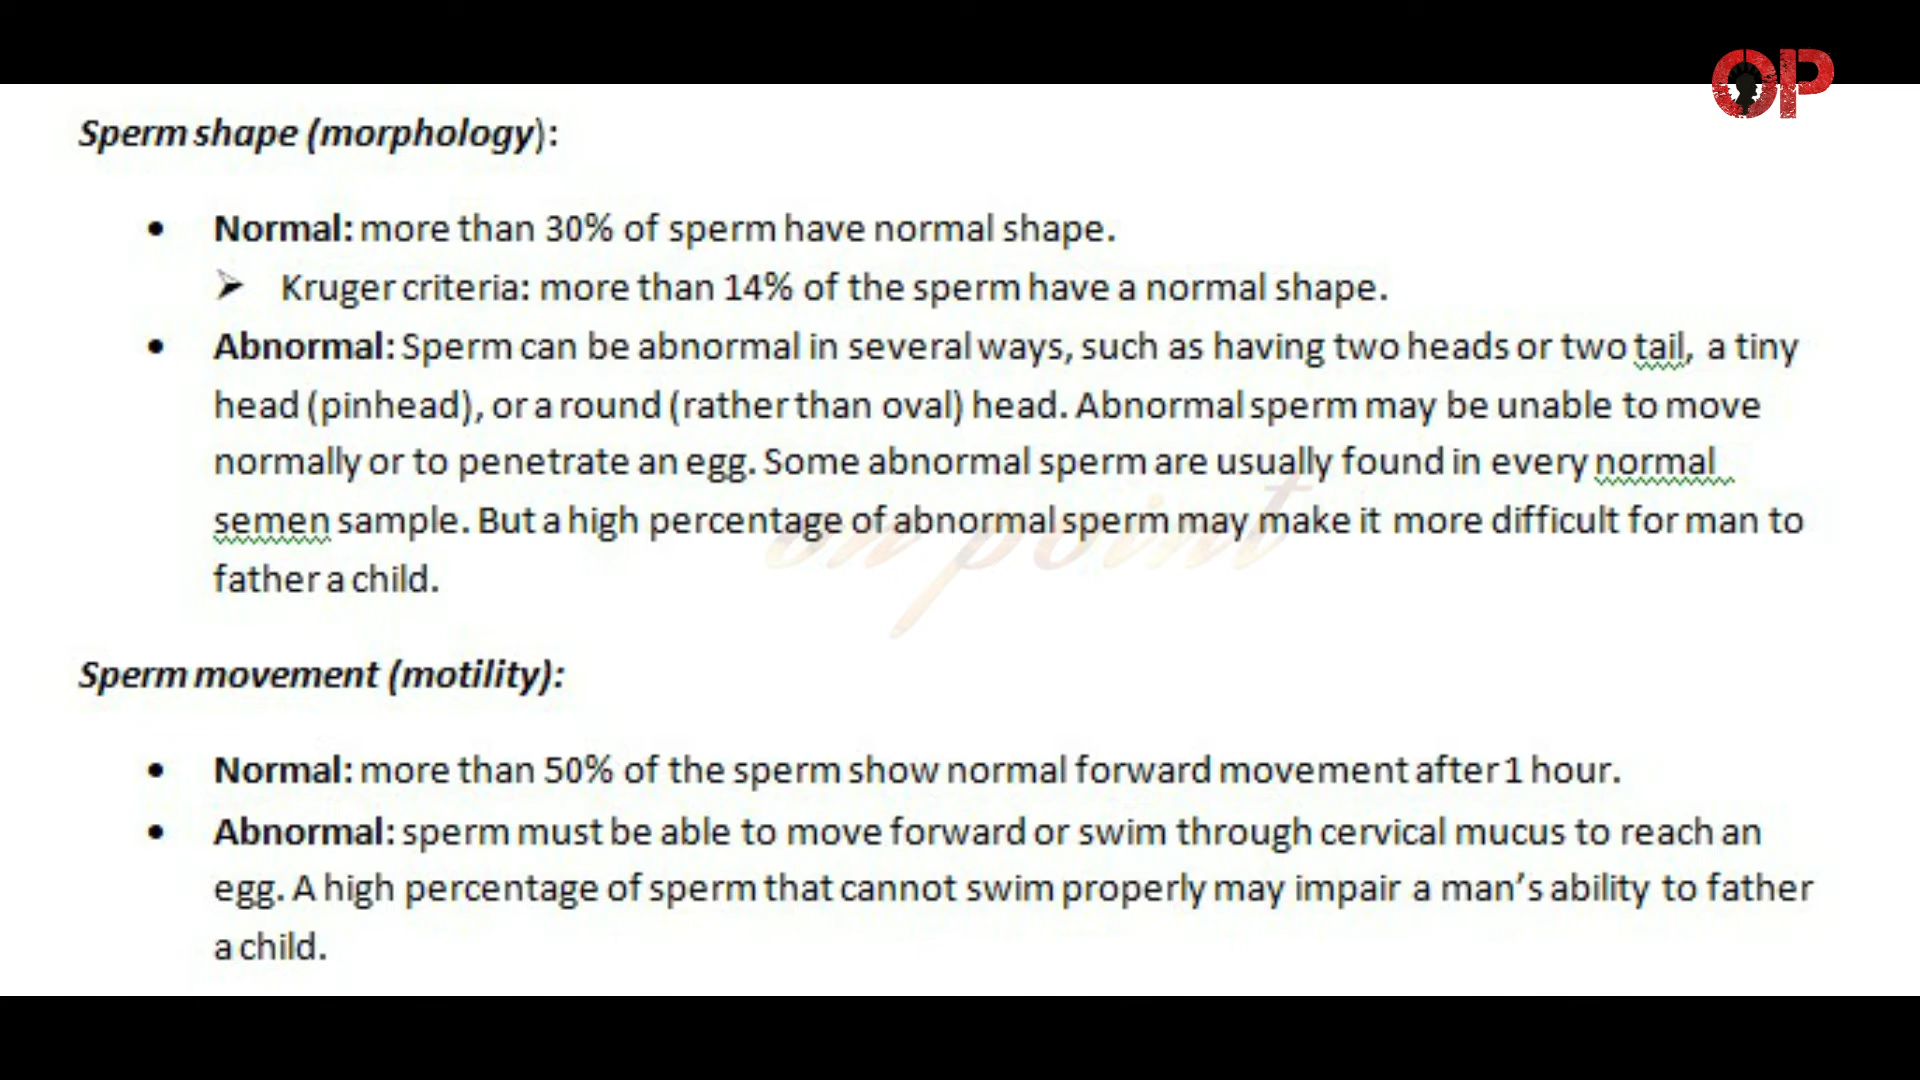 OP
Sperm shape (morphology):
• Normal: more than 30% of sperm have normal shape.
➢ Kruger criteria: more than 14% of the sperm have a normal shape.
• Abnormal: Sperm can be abnormal in several ways, such as having two heads or two tail, a tiny
head (pinhead), or a round (rather than oval) head. Abnormal sperm may be unable to move
normally or to penetrate an egg. Some abnormal sperm are usually found in every normal
semen sample. But a high percentage of abnormal sperm may make it more difficult for man to
father a child.
on point
Sperm movement (motility):
• Normal: more than 50% of the sperm show normal forward movement after 1 hour.
• Abnormal: sperm must be able to move forward or swim through cervical mucus to reach an
egg. A high percentage of sperm that cannot swim properly may impair a man's ability to father
a child.